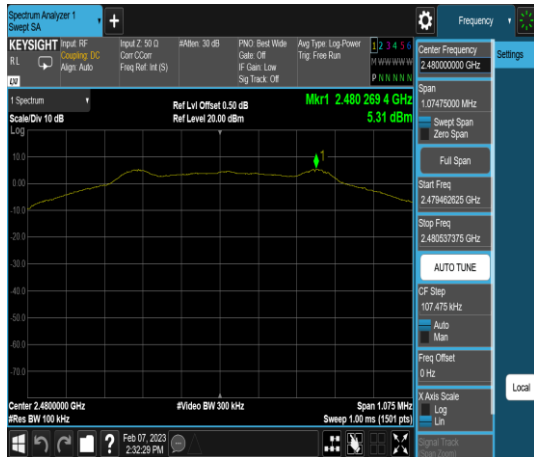 Spectrum Analyzer 1
Swept SA
+
Frequency
KEYSIGHT
Input: RF
Input Z: 50 Ω
#Atten: 30 dB
PNO: Best Wide
Avg Type: Log-Power
1 2 3 4 5 6
RL
Coupling: DC
Corr CCorr
Gate: Off
Trig: Free Run
Align: Auto
Freq Ref: Int (S)
IF Gain: Low
M W W W W W
Sig Track: Off
P N N N N N
LXI
1 Spectrum
Ref Lvl Offset 0.50 dB
Mkr1 2.480 269 4 GHz
Scale/Div 10 dB
Ref Level 20.00 dBm
5.31 dBm
Log
10.0
0.00
-10.0
-20.0
-30.0
-40.0
-50.0
-60.0
-70.0
1
Center 2.4800000 GHz
#Video BW 300 kHz
Span 1.075 MHz
#Res BW 100 kHz
Sweep 1.00 ms (1501 pts)
Feb 07, 2023
2:32:29 PM
?
Center Frequency
2.480000000 GHz
Settings
Span
1.07475000 MHz
Swept Span
Zero Span
Full Span
Start Freq
2.479462625 GHz
Stop Freq
2.480537375 GHz
AUTO TUNE
CF Step
107.475 kHz
Auto
Man
Freq Offset
0 Hz
X Axis Scale
Log
Lin
Local
Signal Track
(Span Zoom)